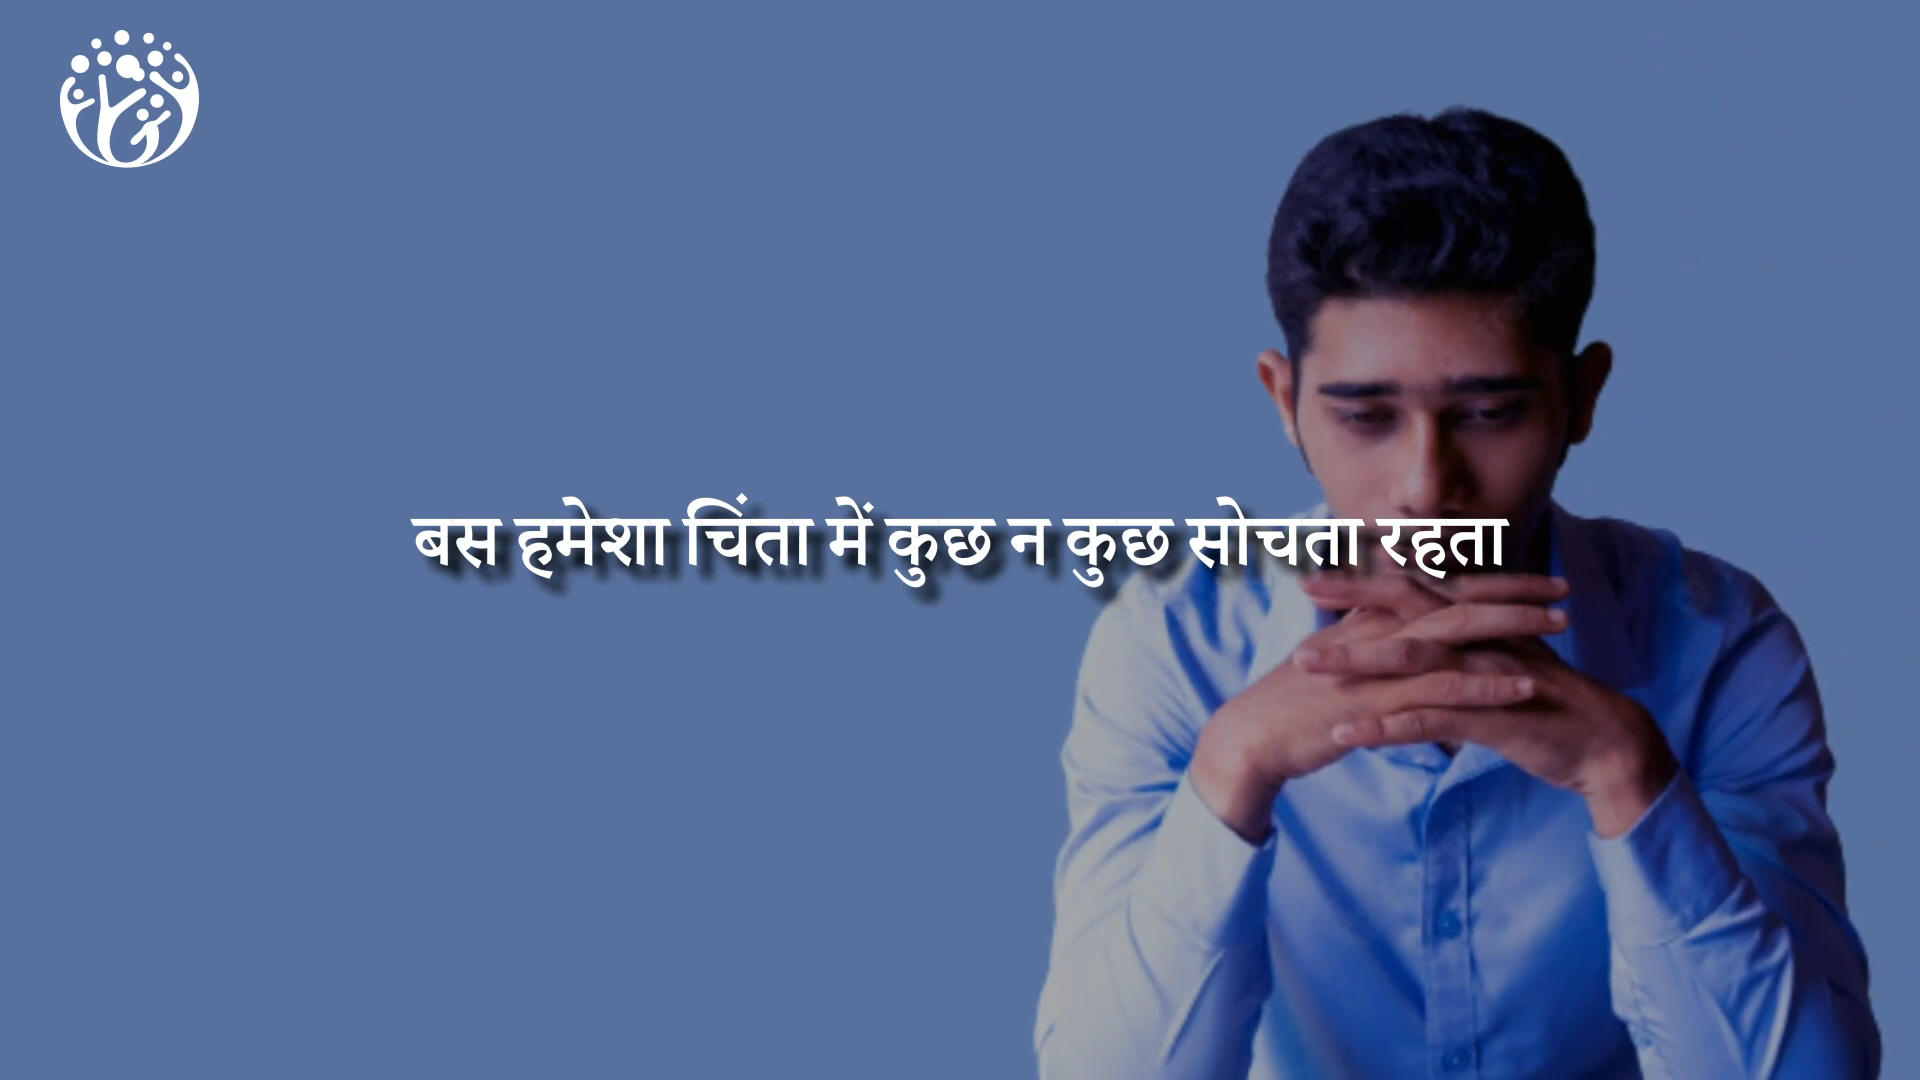 बस हमेशा चिंता में कुछ न कुछ सोचता रहता